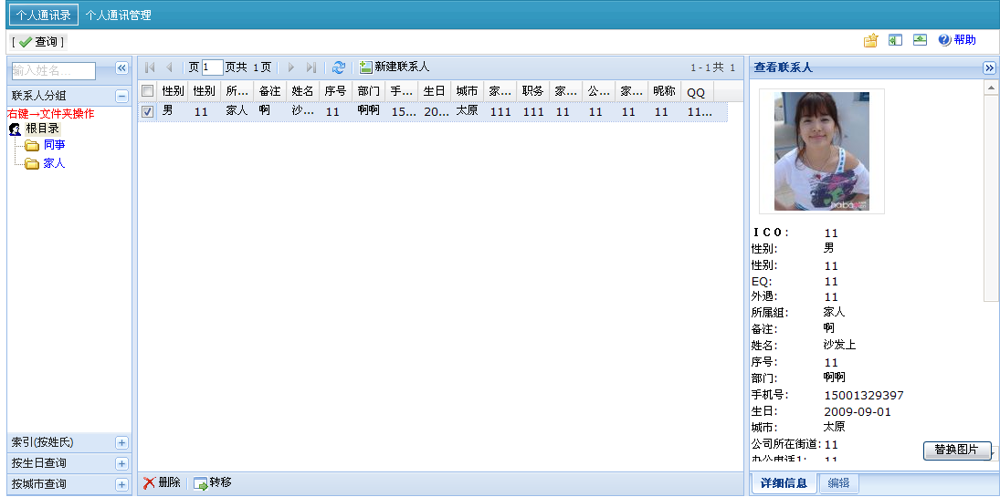 个人通讯录 个人通讯管理
[ 查询 ]
帮助
输入姓名...
联系人分组
右键→文件夹操作
根目录
同事
家人
索引(按姓氏)
按生日查询
按城市查询
页 1 页共 1 页 新建联系人 1 - 1 共 1
性别 性别 所... 备注 姓名 序号 部门 手... 生日 城市 家... 职务 家... 公... 家... 昵称 QQ
男 11 家人 啊 沙... 11 啊啊 15... 20... 太原 111 111 11 11 11 11 11...
删除 转移
查看联系人
nabo
ICO: 11
性别: 男
性别: 11
EQ: 11
外遇: 11
所属组: 家人
备注: 啊
姓名: 沙发上
序号: 11
部门: 啊啊
手机号: 15001329397
生日: 2009-09-01
城市: 太原
公司所在街道: 11
办公电话1: 11
替换图片
详细信息 编辑